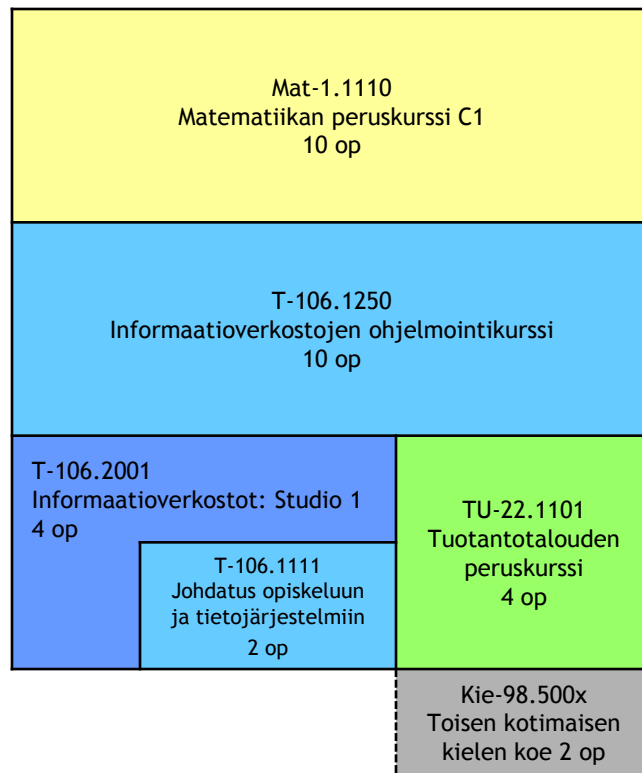 Mat-1.1110
Matematiikan peruskurssi C1
10 op
T-106.1250
Informaatioverkostojen ohjelmointikurssi
10 op
T-106.2001
Informaatioverkostot: Studio 1
4 op
T-106.1111
Johdatus opiskeluun
ja tietojärjestelmiin
2 op
TU-22.1101
Tuotantotalouden
peruskurssi
4 op
Kie-98.500x
Toisen kotimaisen
kielen koe 2 op